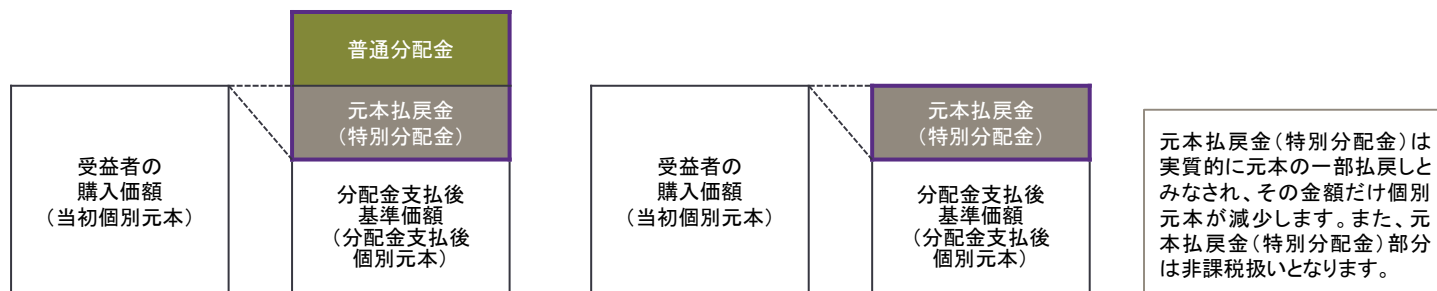 普通分配金
元本払戻金
（特別分配金）
受益者の
購入価額
（当初個別元本）
分配金支払後
基準価額
（分配金支払後
個別元本）
元本払戻金
（特別分配金）
受益者の
購入価額
（当初個別元本）
分配金支払後
基準価額
（分配金支払後
個別元本）
元本払戻金（特別分配金）は
実質的に元本の一部払戻しと
みなされ、その金額だけ個別
元本が減少します。また、元
本払戻金（特別分配金）部分
は非課税扱いとなります。